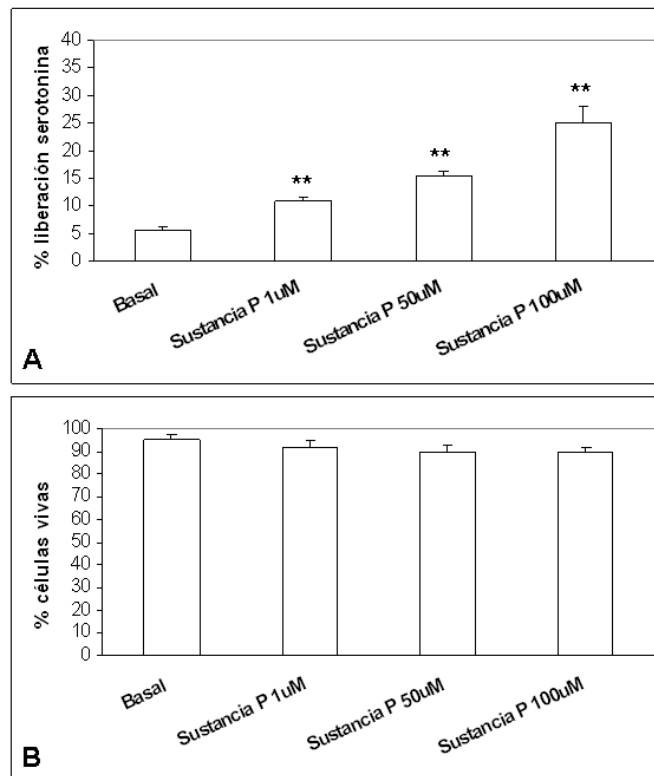 40
35
30
25
20
15
10
5
0
% liberación serotonina
**
**
**
Basal
Sustancia P 1uM
Sustancia P 50uM
Sustancia P 100uM
A
100
90
80
70
60
50
40
30
20
10
0
% células vivas
Basal
Sustancia P 1uM
Sustancia P 50uM
Sustancia P 100uM
B